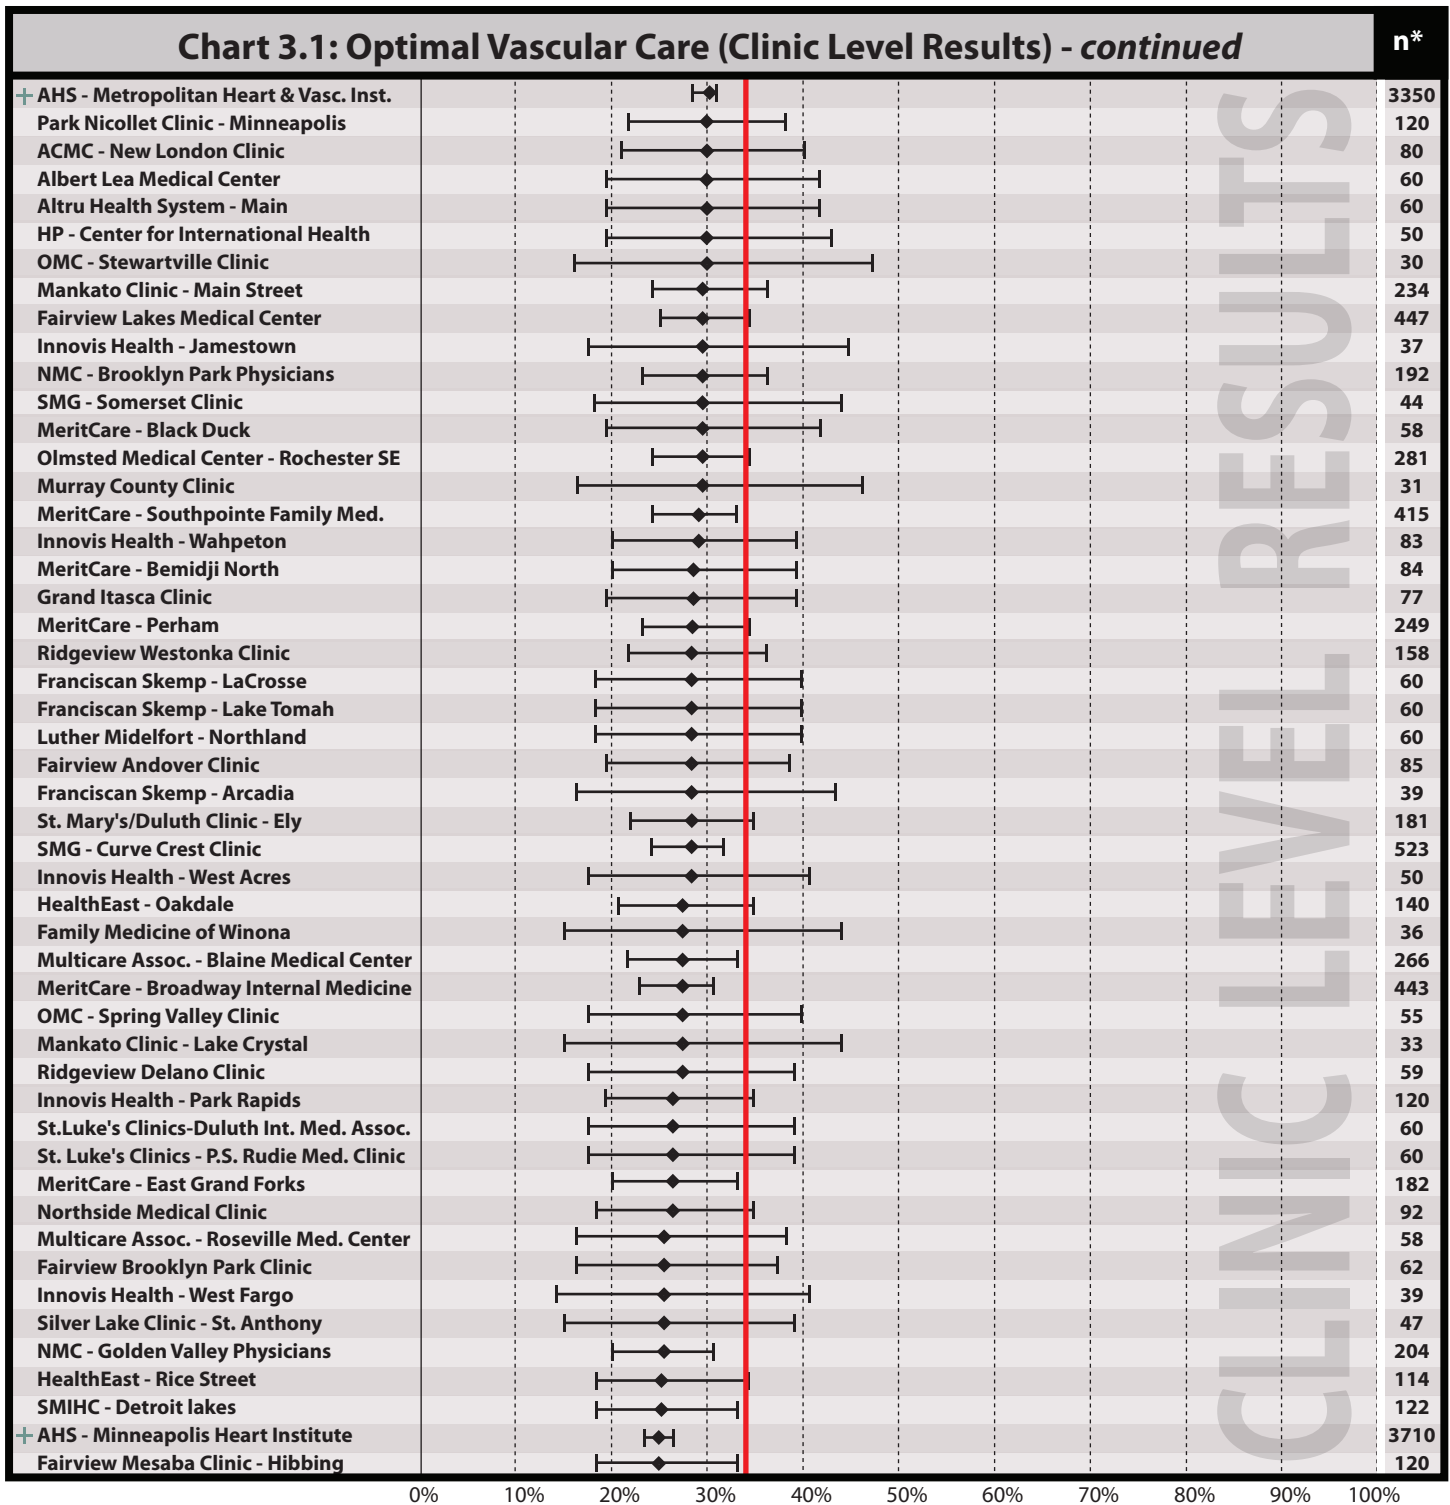 Chart 3.1: Optimal Vascular Care (Clinic Level Results) - continued n*
+ AHS - Metropolitan Heart & Vasc. Inst. 3350
Park Nicollet Clinic - Minneapolis 120
ACMC - New London Clinic 80
Albert Lea Medical Center 60
Altru Health System - Main 60
HP - Center for International Health 50
OMC - Stewartville Clinic 30
Mankato Clinic - Main Street 234
Fairview Lakes Medical Center 447
Innovis Health - Jamestown 37
NMC - Brooklyn Park Physicians 192
SMG - Somerset Clinic 44
MeritCare - Black Duck 58
Olmsted Medical Center - Rochester SE 281
Murray County Clinic 31
MeritCare - Southpointe Family Med. 415
Innovis Health - Wahpeton 83
MeritCare - Bemidji North 84
Grand Itasca Clinic 77
MeritCare - Perham 249
Ridgeview Westonka Clinic 158
Franciscan Skemp - LaCrosse 60
Franciscan Skemp - Lake Tomah 60
Luther Midelfort - Northland 60
Fairview Andover Clinic 85
Franciscan Skemp - Arcadia 39
St. Mary's/Duluth Clinic - Ely 181
SMG - Curve Crest Clinic 523
Innovis Health - West Acres 50
HealthEast - Oakdale 140
Family Medicine of Winona 36
Multicare Assoc. - Blaine Medical Center 266
MeritCare - Broadway Internal Medicine 443
OMC - Spring Valley Clinic 55
Mankato Clinic - Lake Crystal 33
Ridgeview Delano Clinic 59
Innovis Health - Park Rapids 120
St.Luke's Clinics-Duluth Int. Med. Assoc. 60
St. Luke's Clinics - P.S. Rudie Med. Clinic 60
MeritCare - East Grand Forks 182
Northside Medical Clinic 92
Multicare Assoc. - Roseville Med. Center 58
Fairview Brooklyn Park Clinic 62
Innovis Health - West Fargo 39
Silver Lake Clinic - St. Anthony 47
NMC - Golden Valley Physicians 204
HealthEast - Rice Street 114
SMIHC - Detroit lakes 122
+ AHS - Minneapolis Heart Institute 3710
Fairview Mesaba Clinic - Hibbing 120
0% 10% 20% 30% 40% 50% 60% 70% 80% 90% 100%
CLINIC LEVEL RESULTS